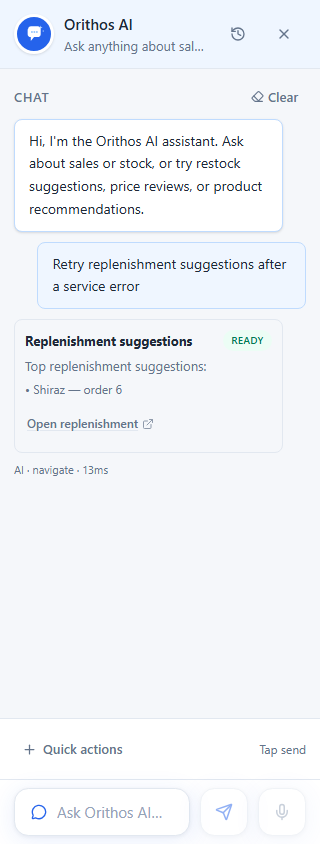 Orithos AI
Ask anything about sal...
CHAT
Clear
Hi, I'm the Orithos AI assistant. Ask
about sales or stock, or try restock
suggestions, price reviews, or product
recommendations.
Retry replenishment suggestions after
a service error
Replenishment suggestions
READY
Top replenishment suggestions:
• Shiraz — order 6
Open replenishment
AI · navigate · 13ms
Quick actions
Tap send
Ask Orithos AI...